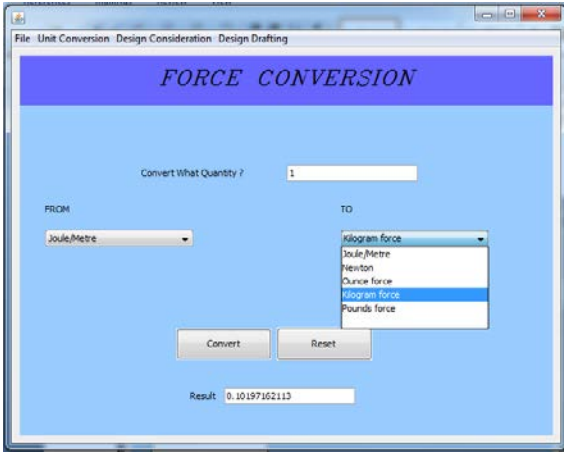 File Unit Conversion Design Consideration Design Drafting
FORCE CONVERSION
Convert What Quantity ? 1
FROM TO
Joule/Metre Kilogram force
Joule/Metre
Newton
Ounce force
Kilogram force
Pounds force
Convert Reset
Result 0.10197162113